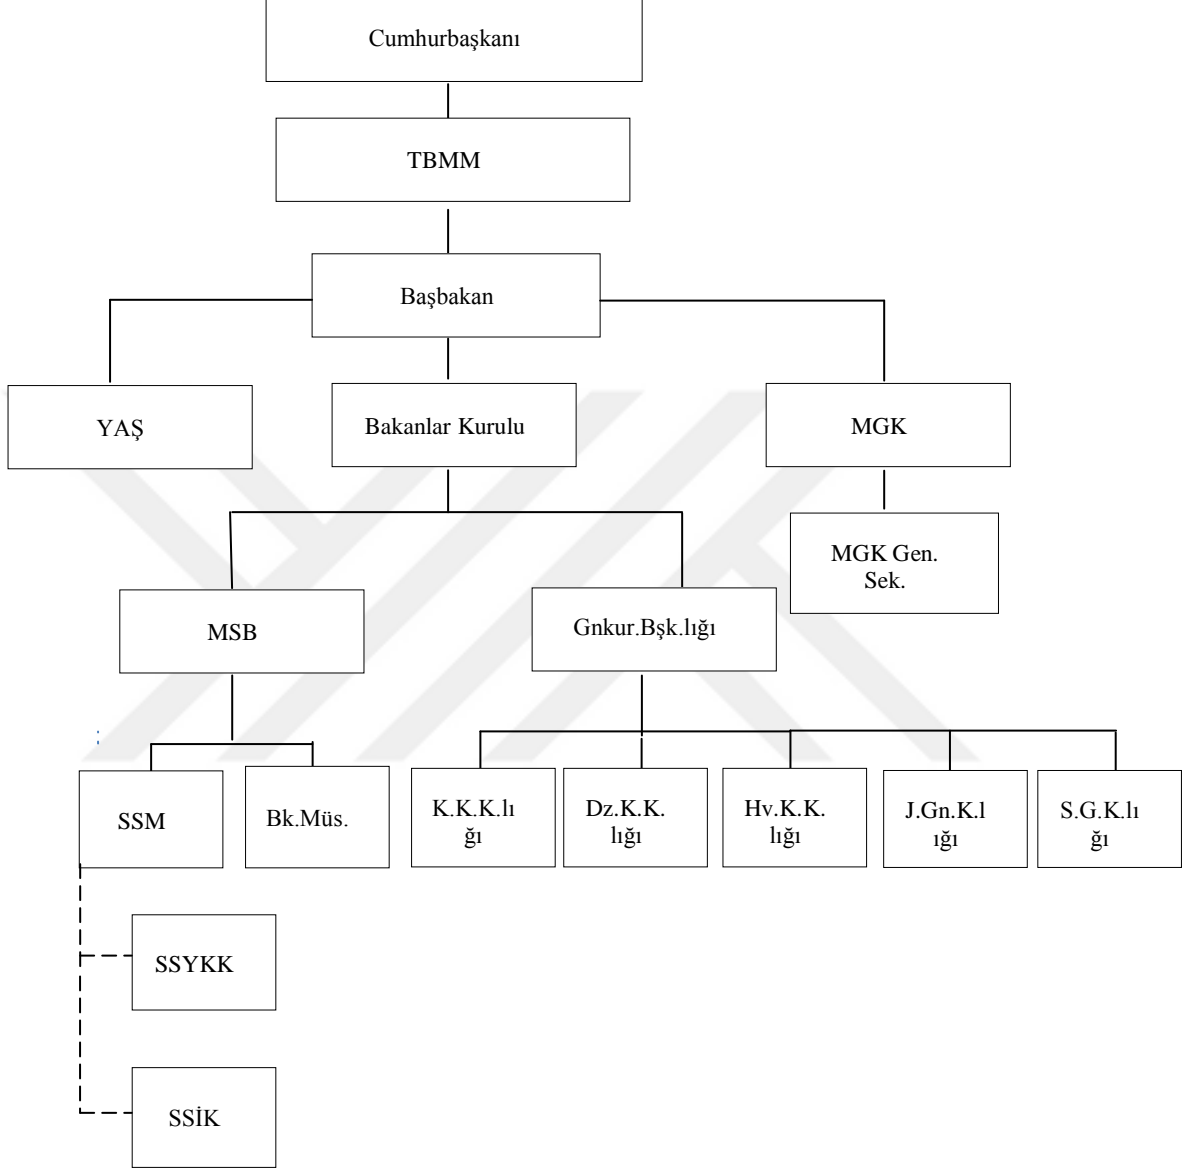 Cumhurbaşkanı
TBMM
Başbakan
YAŞ
Bakanlar Kurulu
MGK
MGK Gen.
Sek.
MSB
Gnkur.Bşk.lığı
SSM
Bk.Müs.
K.K.K.lı
ğı
Dz.K.K.
lığı
Hv.K.K.
lığı
J.Gn.K.l
ığı
S.G.K.lı
ğı
SSYKK
SSİK